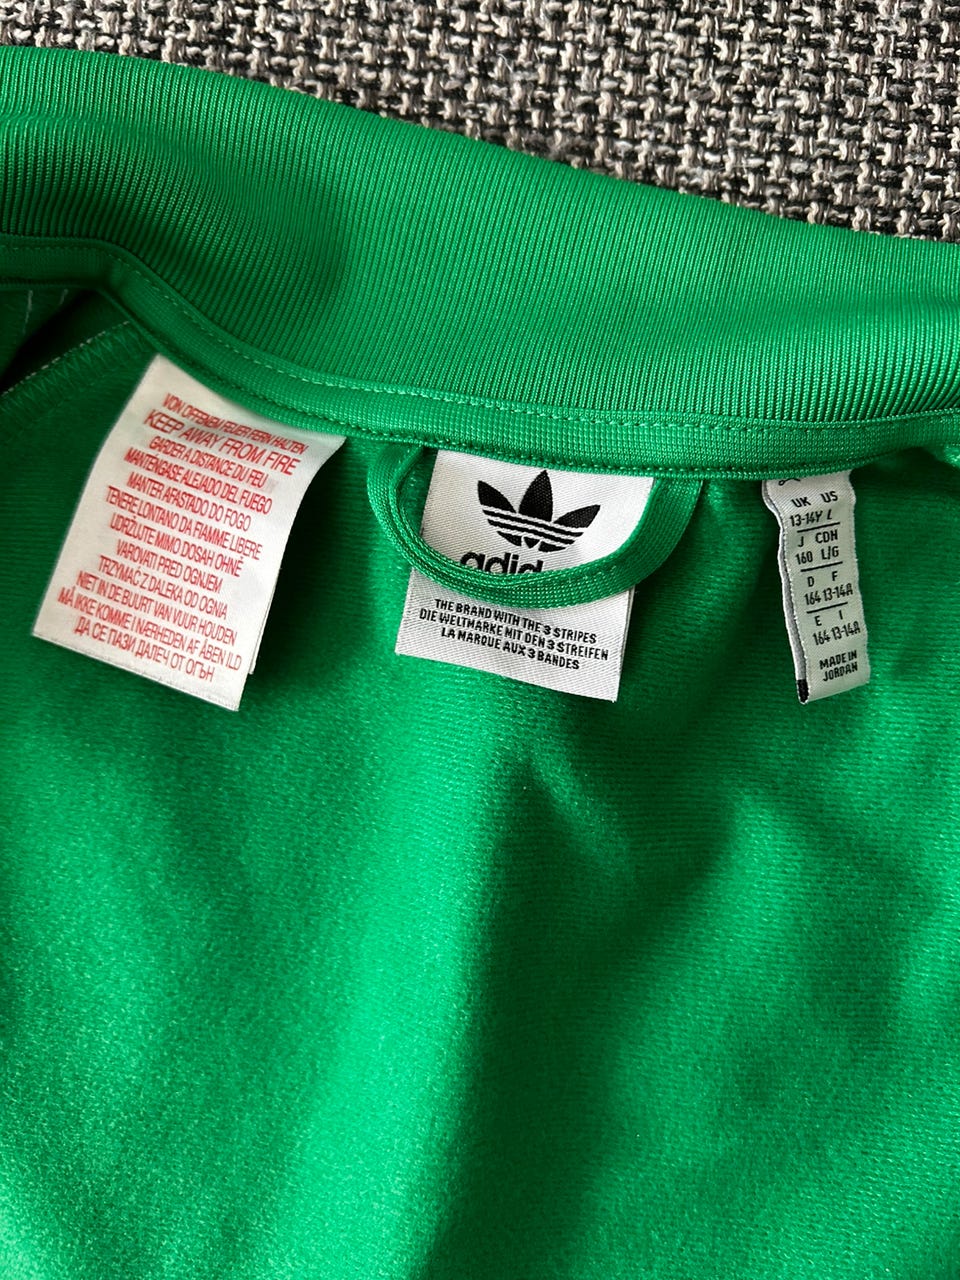 VON OFFENEM FEUER FERN HALTEN
KEEP AWAY FROM FIRE
GARDER A DISTANCE DU FEU
MANTENGASE ALEJADO DEL FUEGO
MANTER AFASTADO DO FOGO
TENERE LONTANO DA FIAMME LIBERE
UDRŽUTE MIMO DOSAH OHNĚ
VAROVATI PRED OGNJEM
TRZYMAĆ Z DALEKA OD OGNIA
NIET IN DE BUURT VAN VUUR HOUDEN
MÅ IKKE KOMME I NÆRHEDEN AF ÅBEN ILD
ДА СЕ ПАЗИ ДАЛЕЧ ОТ ОГЪН
adid
THE BRAND WITH THE 3 STRIPES
DIE WELTMARKE MIT DEN 3 STREIFEN
LA MARQUE AUX 3 BANDES
UK US
13-14Y L
J CDN
160 L/G
D F
164 13-14A
E I
164 13-14A
MADE IN
JORDAN